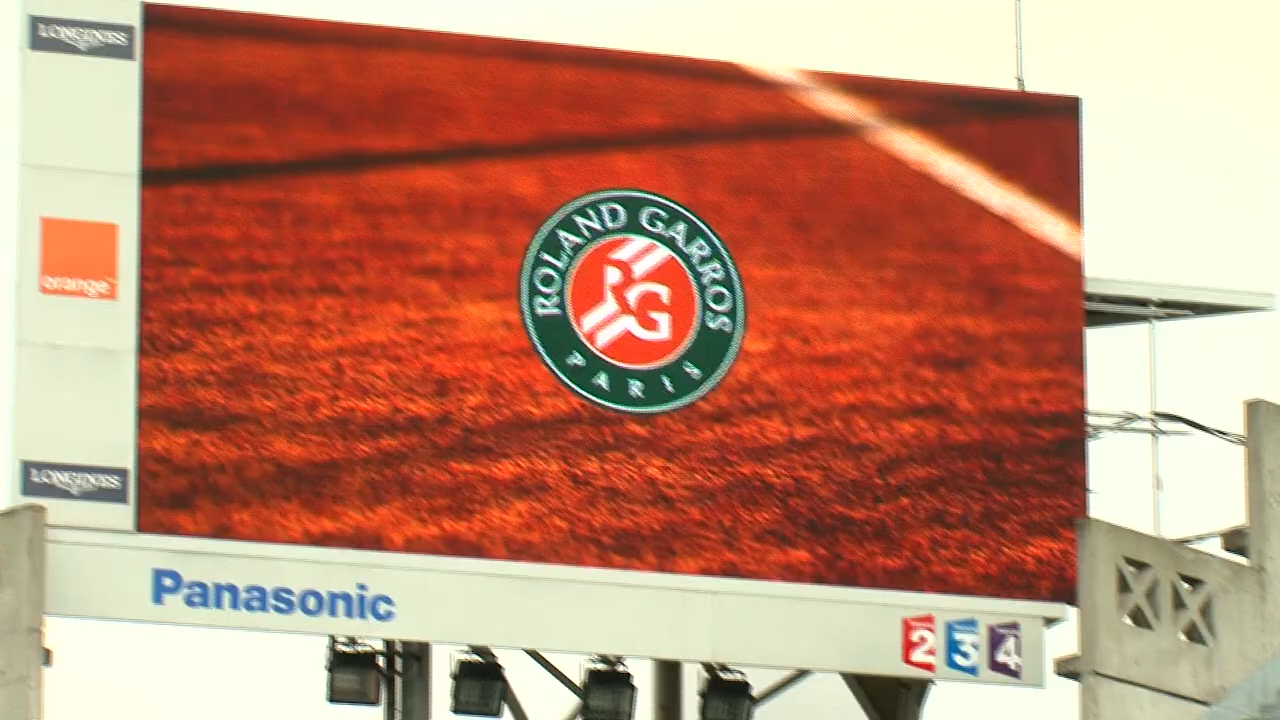 LONGINES
orange
LONGINES
ROLAND GARROS
RG
PARIS
Panasonic
2 3 4